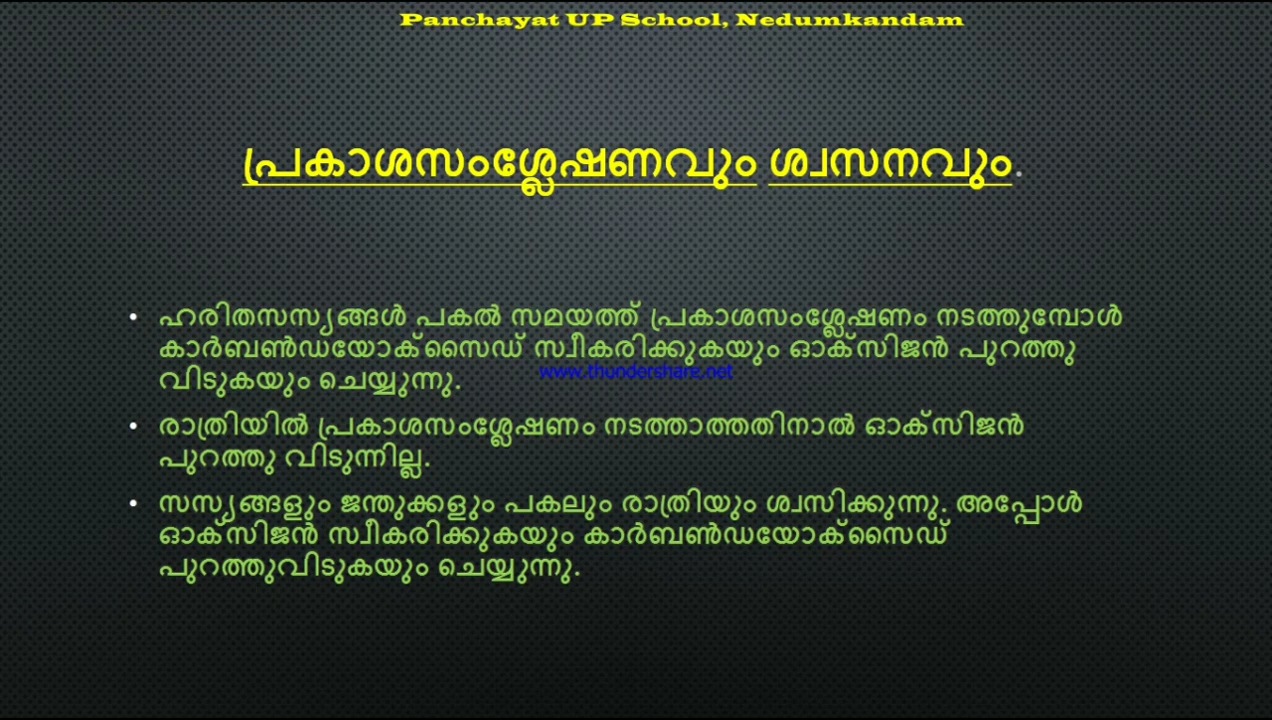 Panchayat UP School, Nedumkandam
പ്രകാശസംശ്ലേഷണവും ശ്വസനവും.
• ഹരിതസസ്യങ്ങൾ പകൽ സമയത്ത് പ്രകാശസംശ്ലേഷണം നടത്തുമ്പോൾ
കാർബൺഡയോക്സൈഡ് സ്വീകരിക്കുകയും ഓക്സിജൻ പുറത്തു
www.thundershare.net
വിടുകയും ചെയ്യുന്നു.
• രാത്രിയിൽ പ്രകാശസംശ്ലേഷണം നടത്താത്തതിനാൽ ഓക്സിജൻ
പുറത്തു വിടുന്നില്ല.
• സസ്യങ്ങളും ജന്തുക്കളും പകലും രാത്രിയും ശ്വസിക്കുന്നു. അപ്പോൾ
ഓക്സിജൻ സ്വീകരിക്കുകയും കാർബൺഡയോക്സൈഡ്
പുറത്തുവിടുകയും ചെയ്യുന്നു.